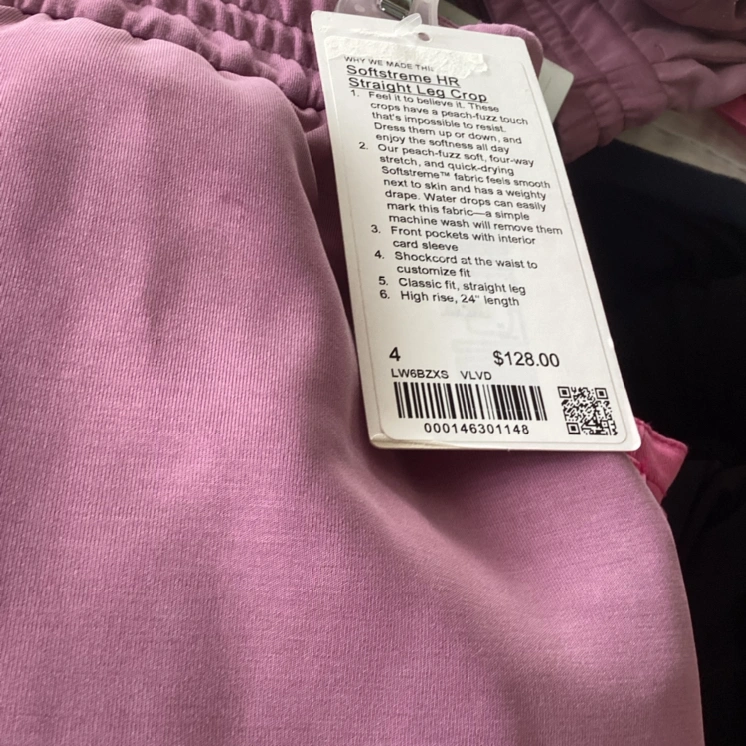 WHY WE MADE THIS
Softstreme HR
Straight Leg Crop
1. Feel it to believe it. These
crops have a peach-fuzz touch
that's impossible to resist.
Dress them up or down, and
enjoy the softness all day
2. Our peach-fuzz soft, four-way
stretch, and quick-drying
Softstreme™ fabric feels smooth
next to skin and has a weighty
drape. Water drops can easily
mark this fabric—a simple
machine wash will remove them
3. Front pockets with interior
card sleeve
4. Shockcord at the waist to
customize fit
5. Classic fit, straight leg
6. High rise, 24" length
4 $128.00
LW6BZXS VLVD
000146301148